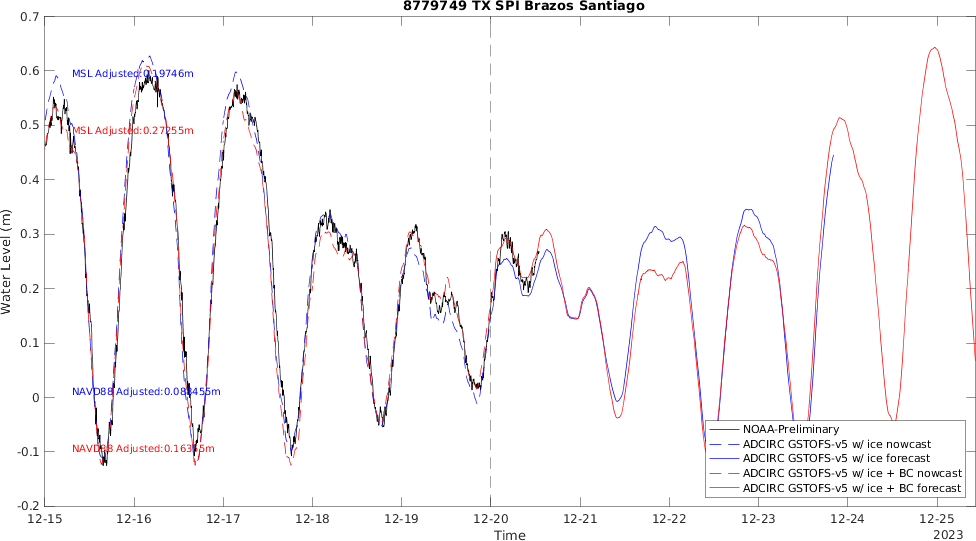 8779749 TX SPI Brazos Santiago
0.7
0.6
0.5
0.4
0.3
0.2
0.1
0
-0.1
-0.2
Water Level (m)
MSL Adjusted:0.19746m
MSL Adjusted:0.27255m
NAVD88
NAVD88
NOAA-Preliminary
ADCIRC GSTOFS-v5 w/ ice nowcast
ADCIRC GSTOFS-v5 w/ ice forecast
ADCIRC GSTOFS-v5 w/ ice + BC nowcast
ADCIRC GSTOFS-v5 w/ ice + BC forecast
12-15 12-16 12-17 12-18 12-19 12-20 12-21 12-22 12-23 12-24 12-25
Time
2023